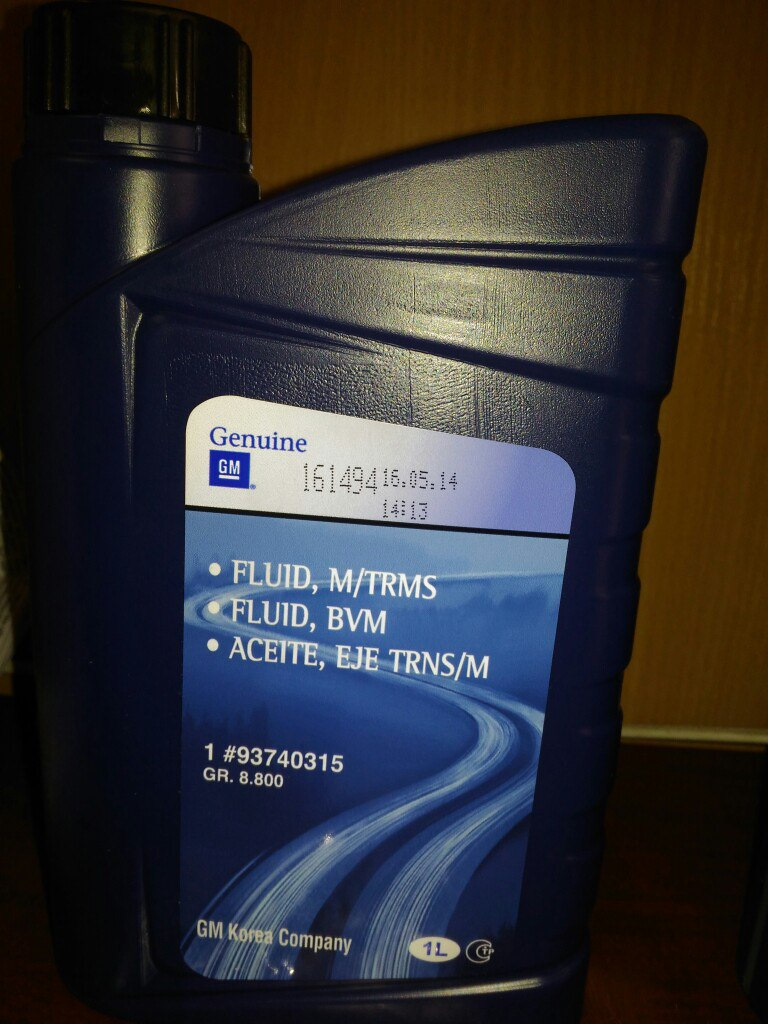 Genuine
GM
161494 16.05.14
14:13
• FLUID, M/TRMS
• FLUID, BVM
• ACEITE, EJE TRNS/M
1 #93740315
GR. 8.800
GM Korea Company
1L